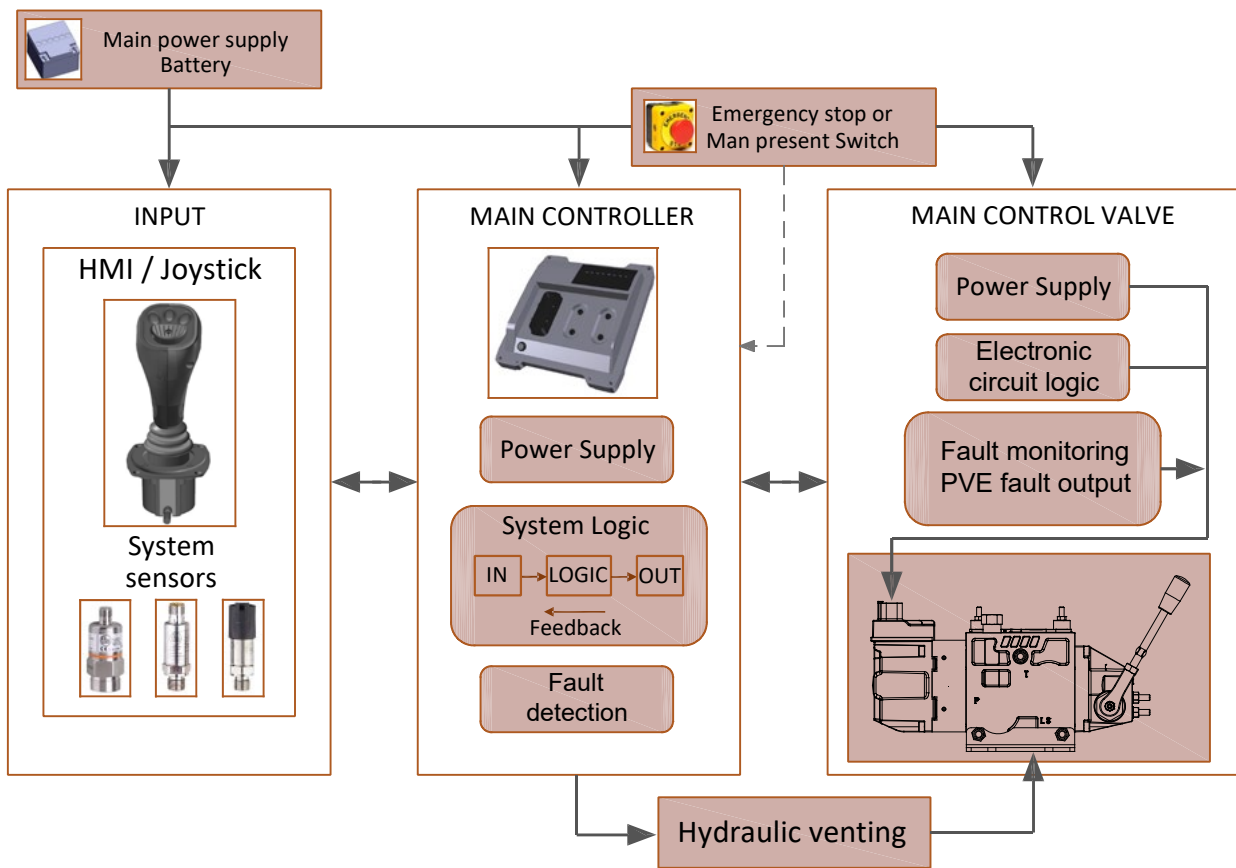 Main power supply
Battery
Emergency stop or
Man present Switch
INPUT
HMI / Joystick
System
sensors
MAIN CONTROLLER
Power Supply
System Logic
IN
LOGIC
OUT
Feedback
Fault
detection
MAIN CONTROL VALVE
Power Supply
Electronic
circuit logic
Fault monitoring
PVE fault output
T
P
LS
Hydraulic venting